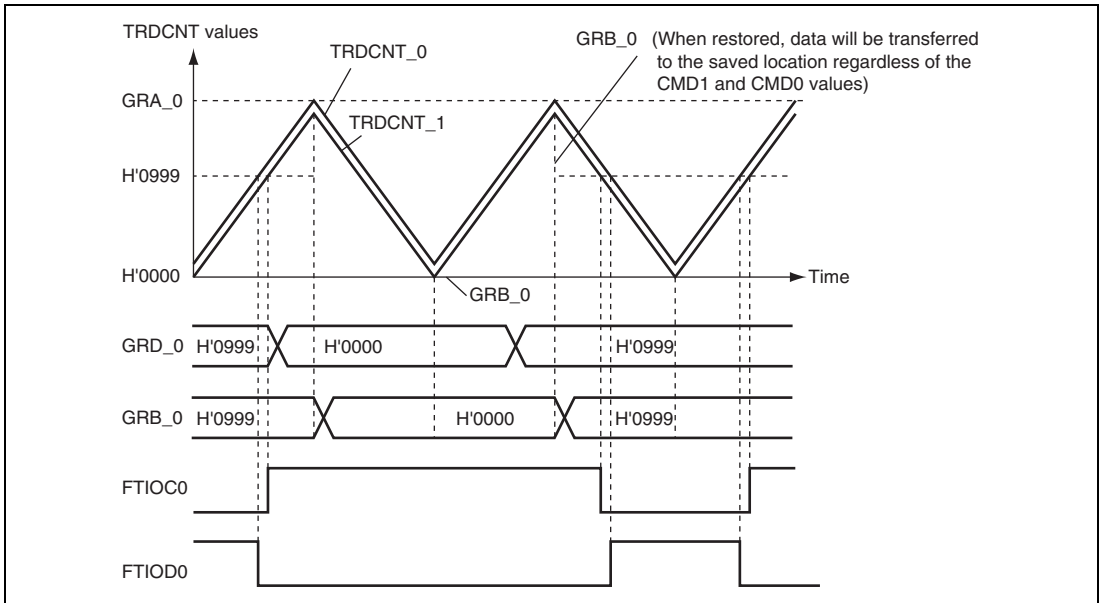 TRDCNT values
TRDCNT_0
GRB_0 (When restored, data will be transferred
to the saved location regardless of the
CMD1 and CMD0 values)
GRA_0
TRDCNT_1
H'0999
H'0000
Time
GRB_0
GRD_0 H'0999 H'0000 H'0999
GRB_0 H'0999 H'0000 H'0999
FTIOC0
FTIOD0